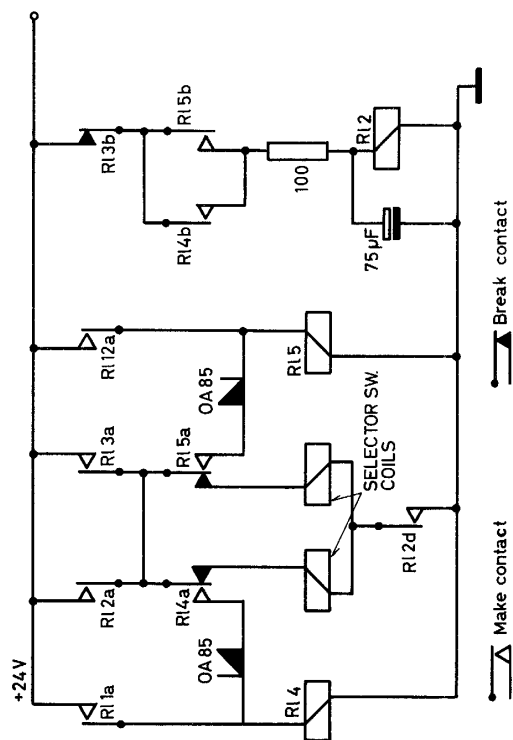 +24V
Rl1a
Rl2a
Rl3a
Rl12a
Rl3b
Rl4a
Rl5a
Rl4b
Rl5b
OA85
OA85
100
75µF
Rl4
SELECTOR SW.
COILS
Rl5
Rl2
Rl2d
Make contact
Break contact